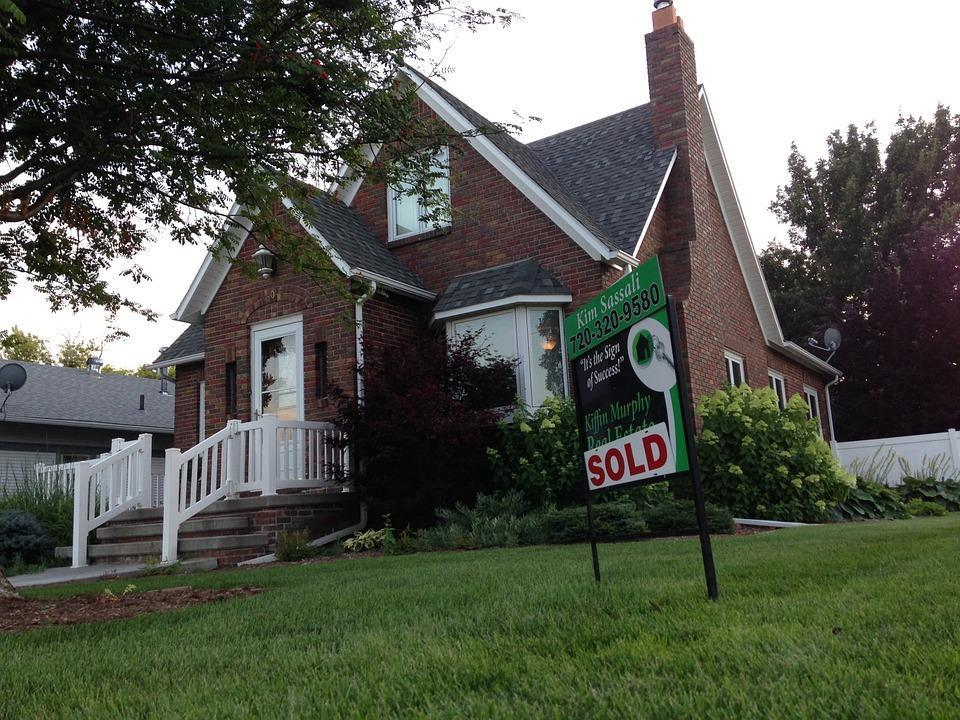 Kim Sassali
720-320-9580
"It's the Sign
of Success!"
Kiffin Murphy
Real Estate
SOLD